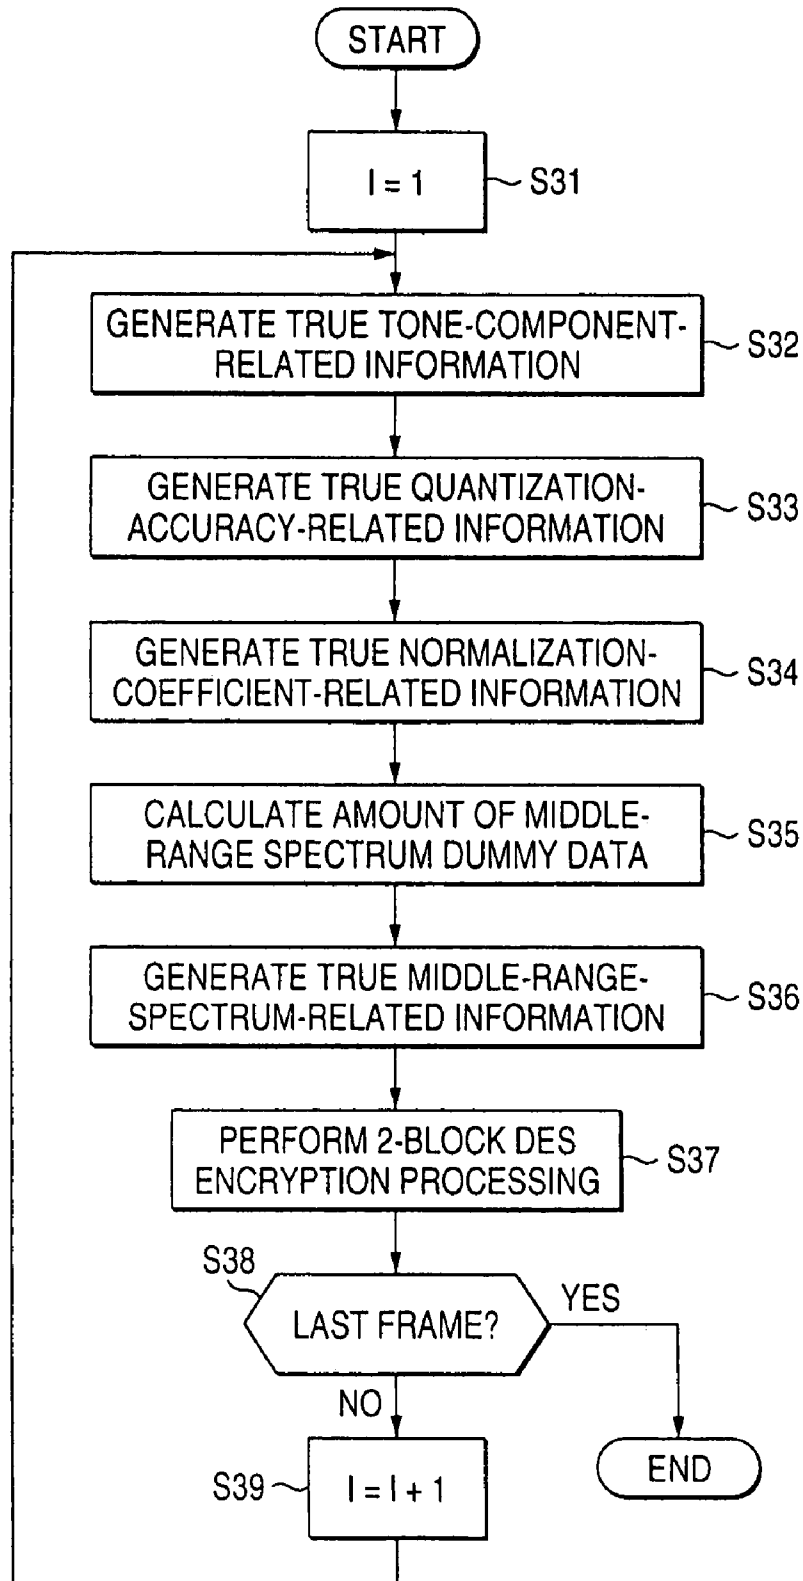 START
I = 1
S31
GENERATE TRUE TONE-COMPONENT-
RELATED INFORMATION
S32
GENERATE TRUE QUANTIZATION-
ACCURACY-RELATED INFORMATION
S33
GENERATE TRUE NORMALIZATION-
COEFFICIENT-RELATED INFORMATION
S34
CALCULATE AMOUNT OF MIDDLE-
RANGE SPECTRUM DUMMY DATA
S35
GENERATE TRUE MIDDLE-RANGE-
SPECTRUM-RELATED INFORMATION
S36
PERFORM 2-BLOCK DES
ENCRYPTION PROCESSING
S37
S38
LAST FRAME?
YES
NO
END
S39
I = I + 1